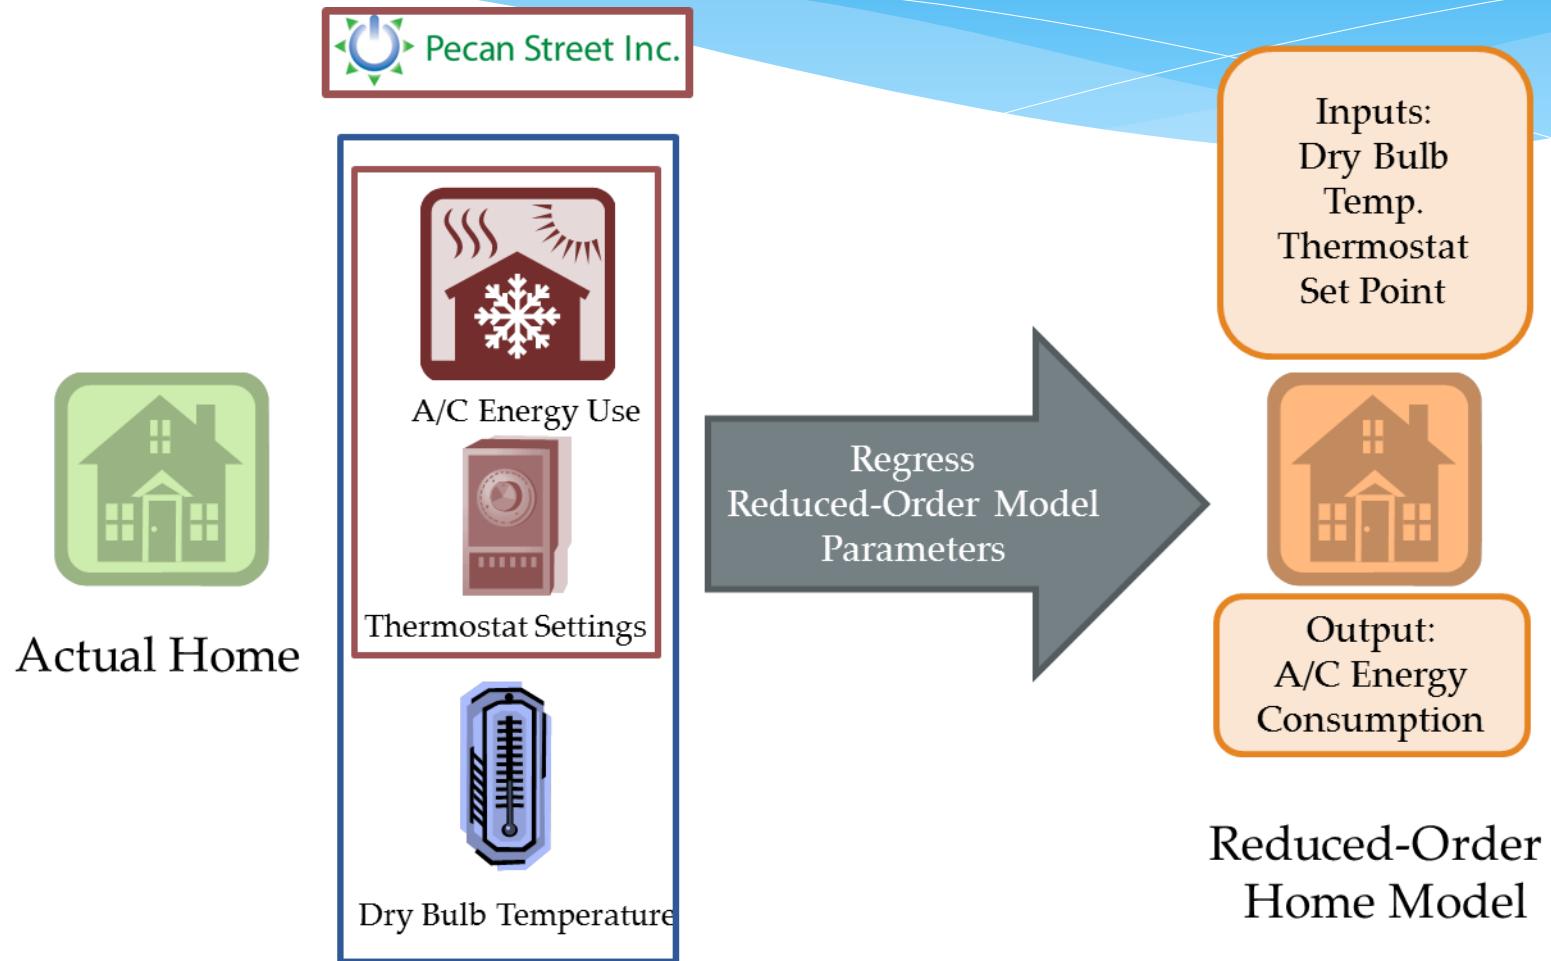 Pecan Street Inc.
A/C Energy Use
Thermostat Settings
Dry Bulb Temperature
Actual Home
Regress
Reduced-Order Model
Parameters
Inputs:
Dry Bulb
Temp.
Thermostat
Set Point
Output:
A/C Energy
Consumption
Reduced-Order
Home Model